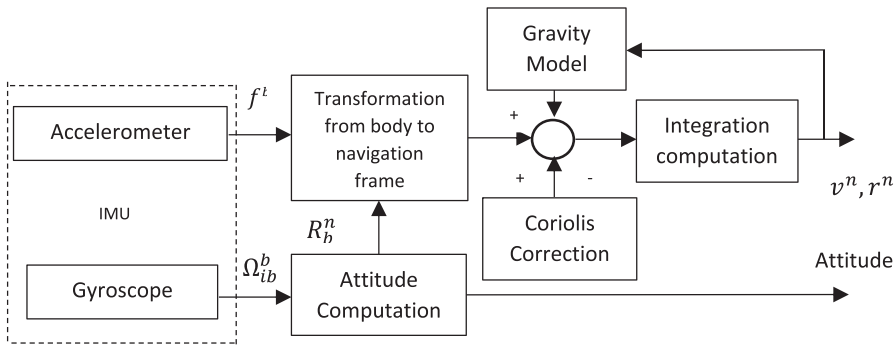 Gravity
Model
f^t
Transformation
from body to
navigation
frame
Accelerometer
+
Integration
computation
+
-
IMU
v^n, r^n
R_b^n
Coriolis
Correction
Ω_ib^b
Gyroscope
Attitude
Computation
Attitude